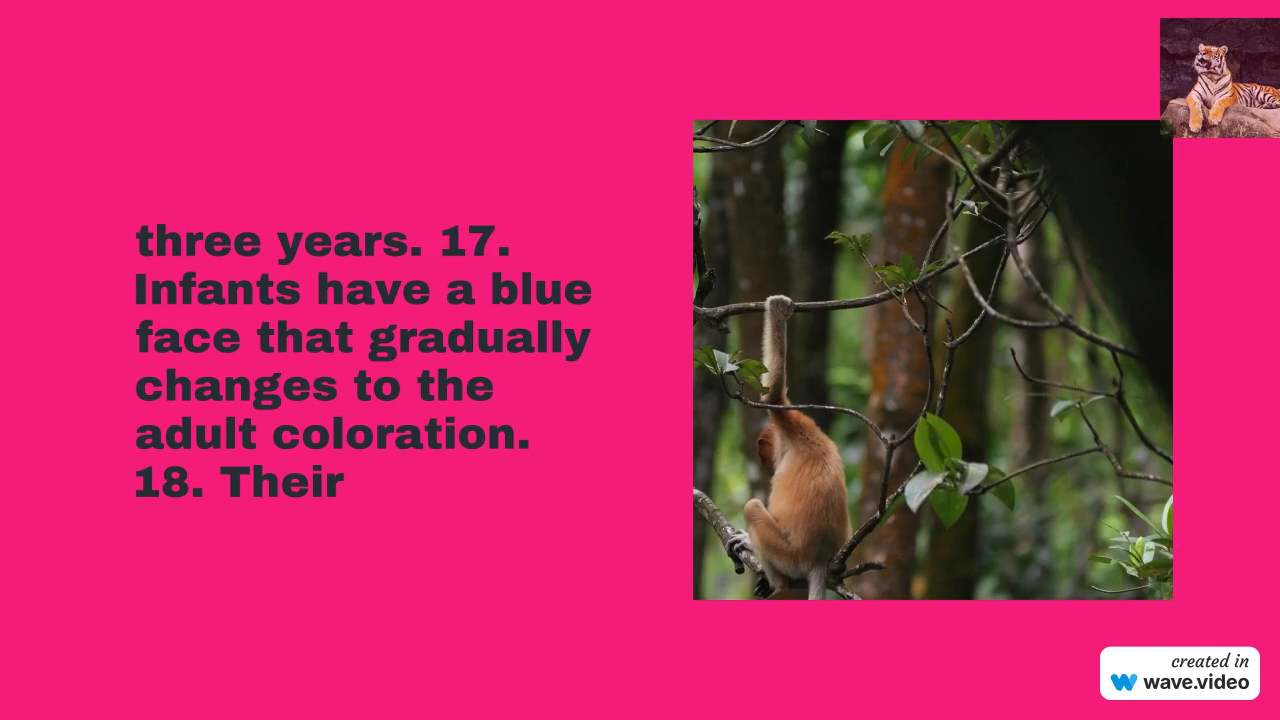 three years. 17.
Infants have a blue
face that gradually
changes to the
adult coloration.
18. Their
created in
wave.video